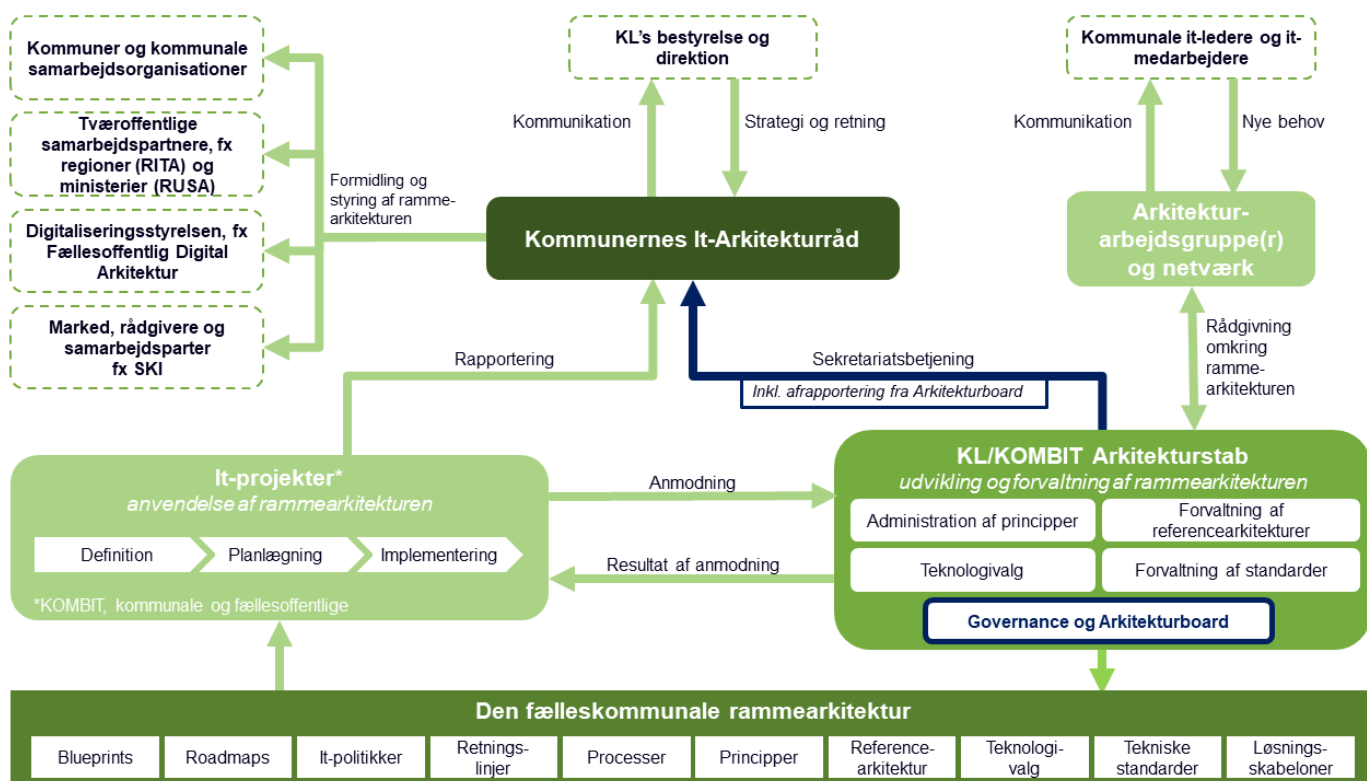 Kommuner og kommunale
samarbejdsorganisationer
KL's bestyrelse og
direktion
Kommunale it-ledere og it-
medarbejdere
Tværoffentlige
samarbejdspartnere, fx
regioner (RITA) og
ministerier (RUSA)
Kommunikation
Strategi og retning
Kommunikation
Nye behov
Formidling og
styring af ramme-
arkitekturen
Digitaliseringsstyrelsen, fx
Fællesoffentlig Digital
Arkitektur
Kommunernes It-Arkitekturråd
Arkitektur-
arbejdsgruppe(r)
og netværk
Marked, rådgivere og
samarbejdsparter
fx SKI
Rapportering
Sekretariatsbetjening
Inkl. afrapportering fra Arkitekturboard
Rådgivning
omkring
ramme-
arkitekturen
It-projekter*
anvendelse af rammearkitekturen
Definition
Planlægning
Implementering
*KOMBIT, kommunale og fællesoffentlige
Anmodning
Resultat af anmodning
KL/KOMBIT Arkitekturstab
udvikling og forvaltning af rammearkitekturen
Administration af principper
Forvaltning af
referencearkitekturer
Teknologivalg
Forvaltning af standarder
Governance og Arkitekturboard
Den fælleskommunale rammearkitektur
Blueprints
Roadmaps
It-politikker
Retnings-
linjer
Processer
Principper
Reference-
arkitektur
Teknologi-
valg
Tekniske
standarder
Løsnings-
skabeloner